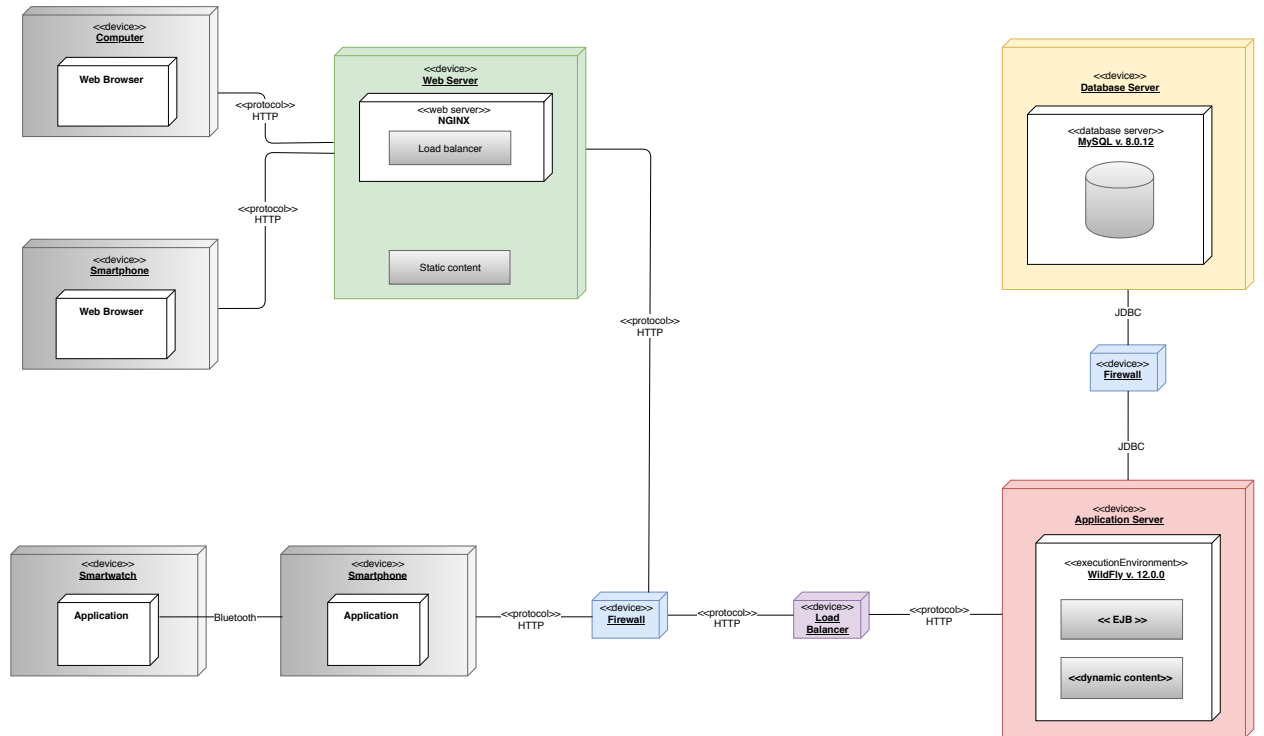 <<device>>
Computer
Web Browser
<<protocol>>
HTTP
<<device>>
Web Server
<<web server>>
NGINX
Load balancer
Static content
<<protocol>>
HTTP
<<device>>
Smartphone
Web Browser
<<protocol>>
HTTP
<<device>>
Database Server
<<database server>>
MySQL v. 8.0.12
JDBC
<<device>>
Firewall
JDBC
<<device>>
Smartwatch
Application
Bluetooth
<<device>>
Smartphone
Application
<<protocol>>
HTTP
<<device>>
Firewall
<<protocol>>
HTTP
<<device>>
Load
Balancer
<<protocol>>
HTTP
<<device>>
Application Server
<<executionEnvironment>>
WildFly v. 12.0.0
<< EJB >>
<<dynamic content>>